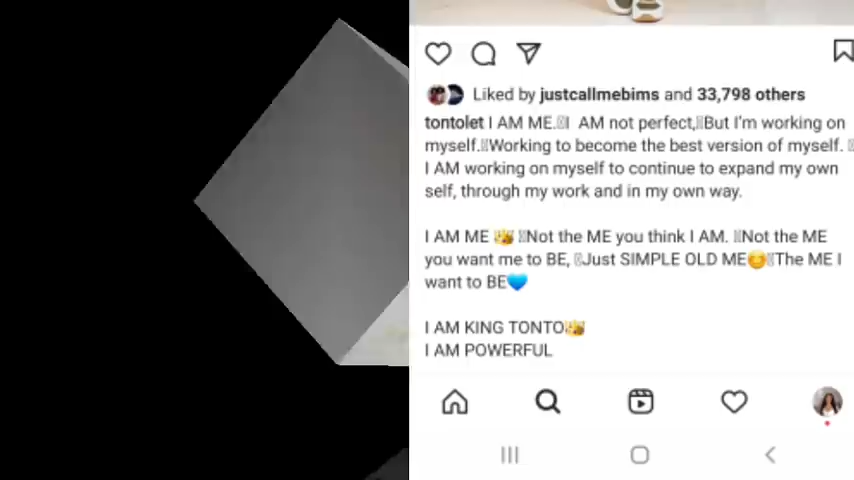 Liked by justcallmebims and 33,798 others
tontolet I AM ME. I AM not perfect, But I'm working on
myself. Working to become the best version of myself.
I AM working on myself to continue to expand my own
self, through my work and in my own way.
I AM ME 👑 Not the ME you think I AM. Not the ME
you want me to BE, Just SIMPLE OLD ME😊 The ME I
want to BE💙
I AM KING TONTO👑
I AM POWERFUL